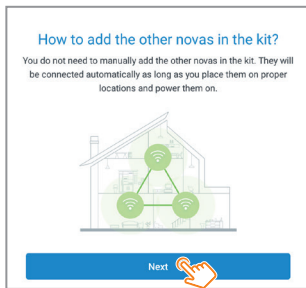 How to add the other novas in the kit?
You do not need to manually add the other novas in the kit. They will
be connected automatically as long as you place them on proper
locations and power them on.
Next